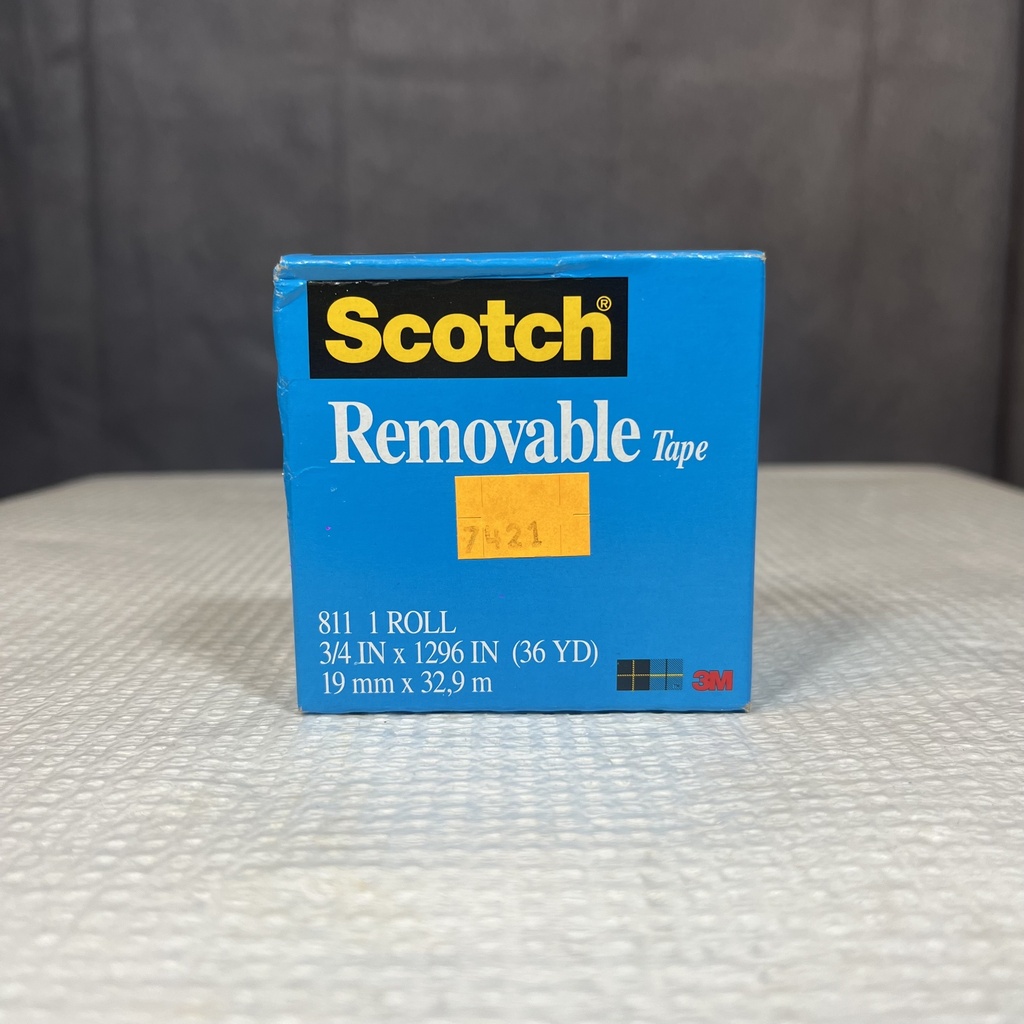 Scotch®
Removable Tape
7421
811 1 ROLL
3/4 IN x 1296 IN (36 YD)
19 mm x 32,9 m
™ 3M